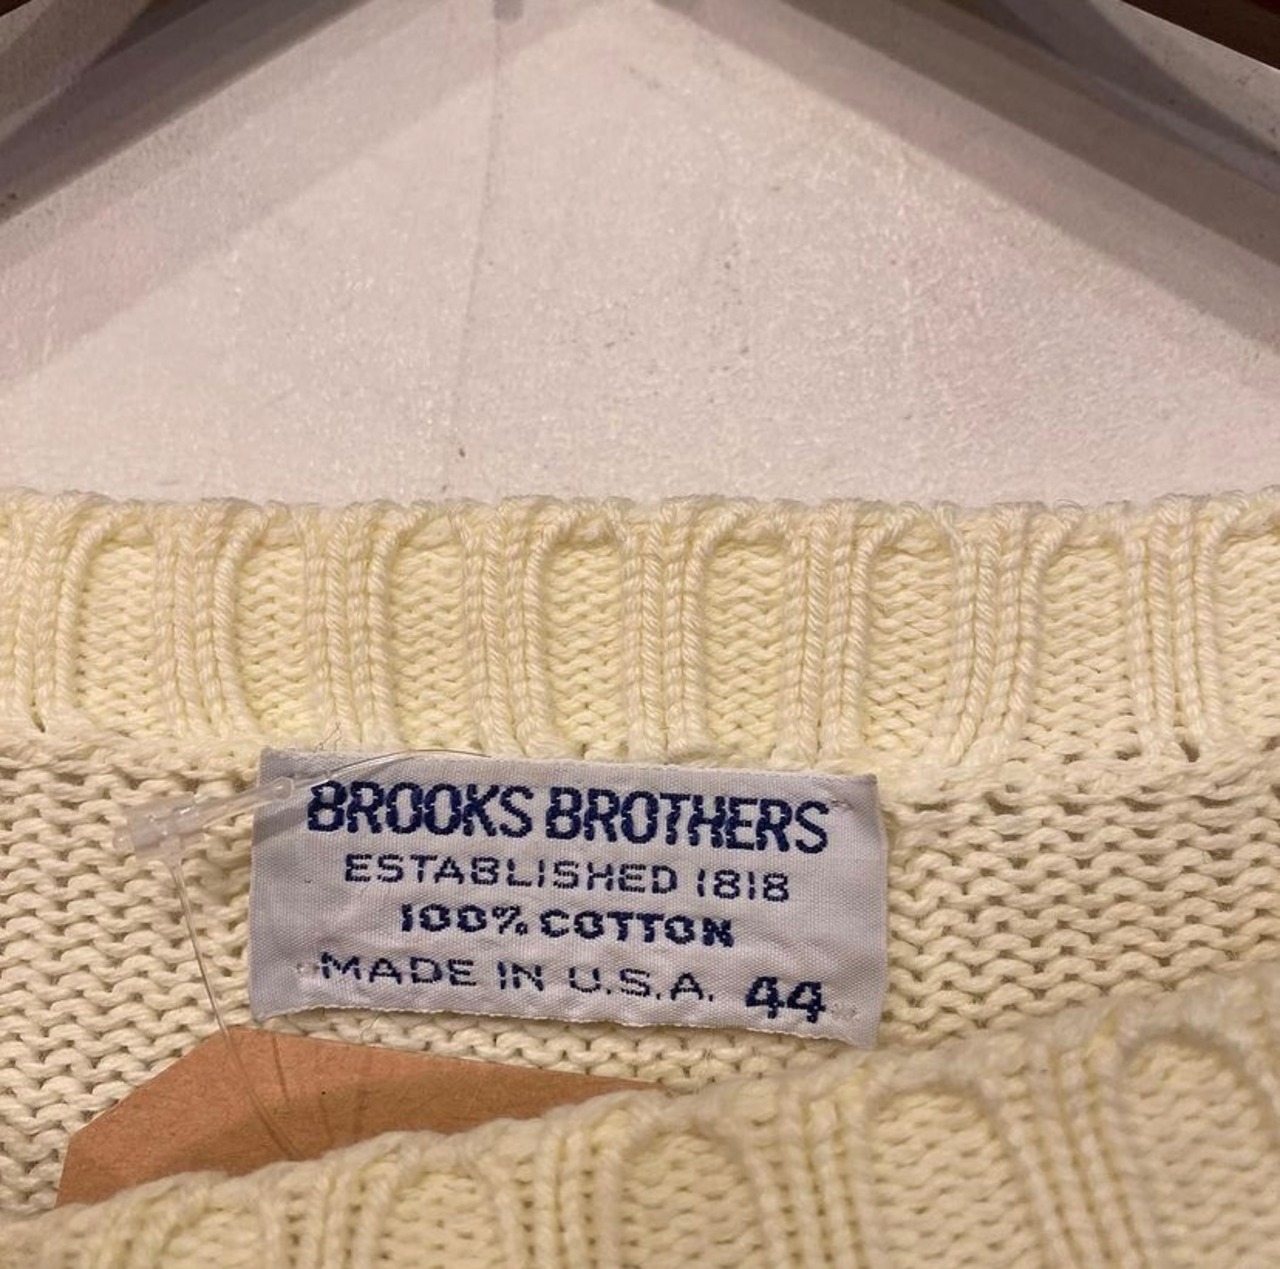 BROOKS BROTHERS
ESTABLISHED 1818
100% COTTON
MADE IN U.S.A. 44